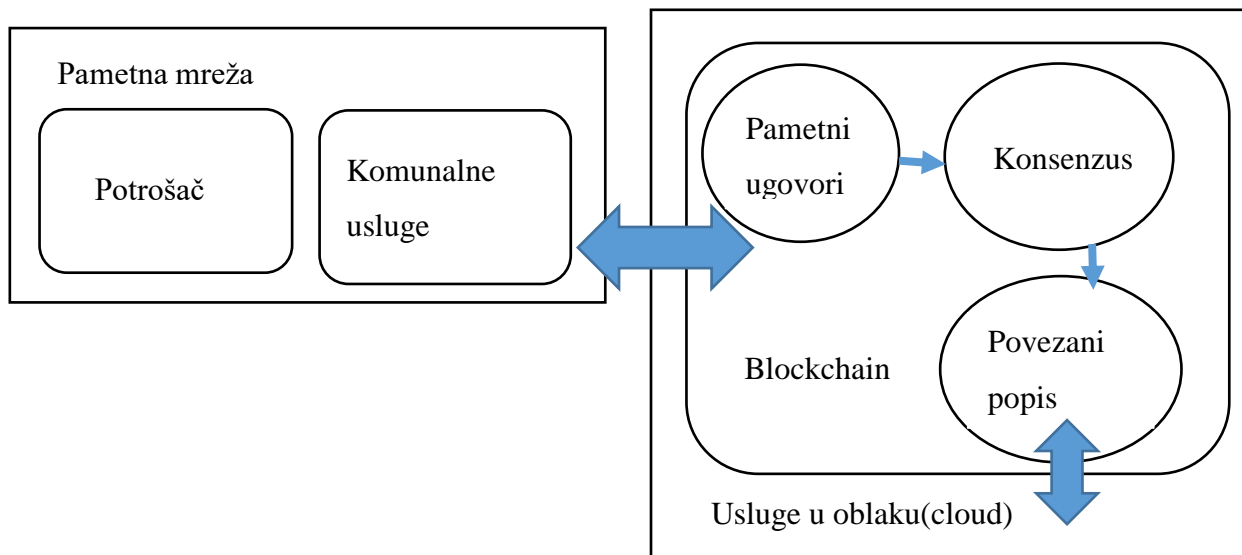 Pametna mreža
Potrošač
Komunalne
usluge
Pametni
ugovori
Konsenzus
Blockchain
Povezani
popis
Usluge u oblaku(cloud)